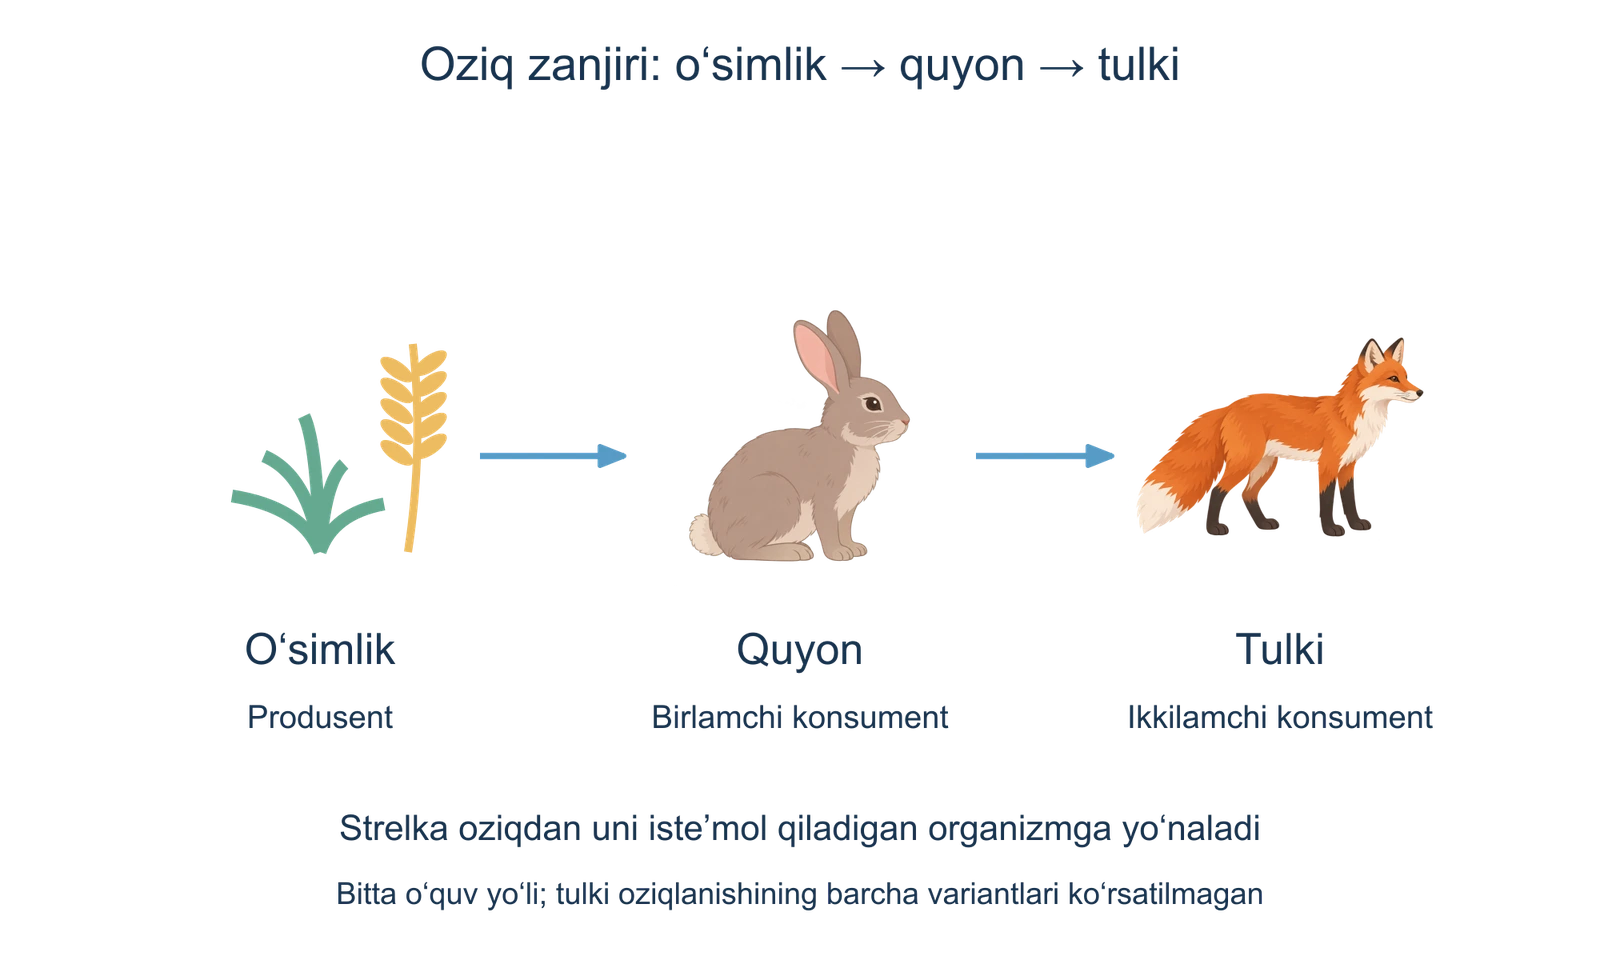 Oziq zanjiri: o‘simlik → quyon → tulki
O‘simlik
Quyon
Tulki
Produsent
Birlamchi konsument
Ikkilamchi konsument
Strelka oziqdan uni iste’mol qiladigan organizmga yo‘naladi
Bitta o‘quv yo‘li; tulki oziqlanishining barcha variantlari ko‘rsatilmagan